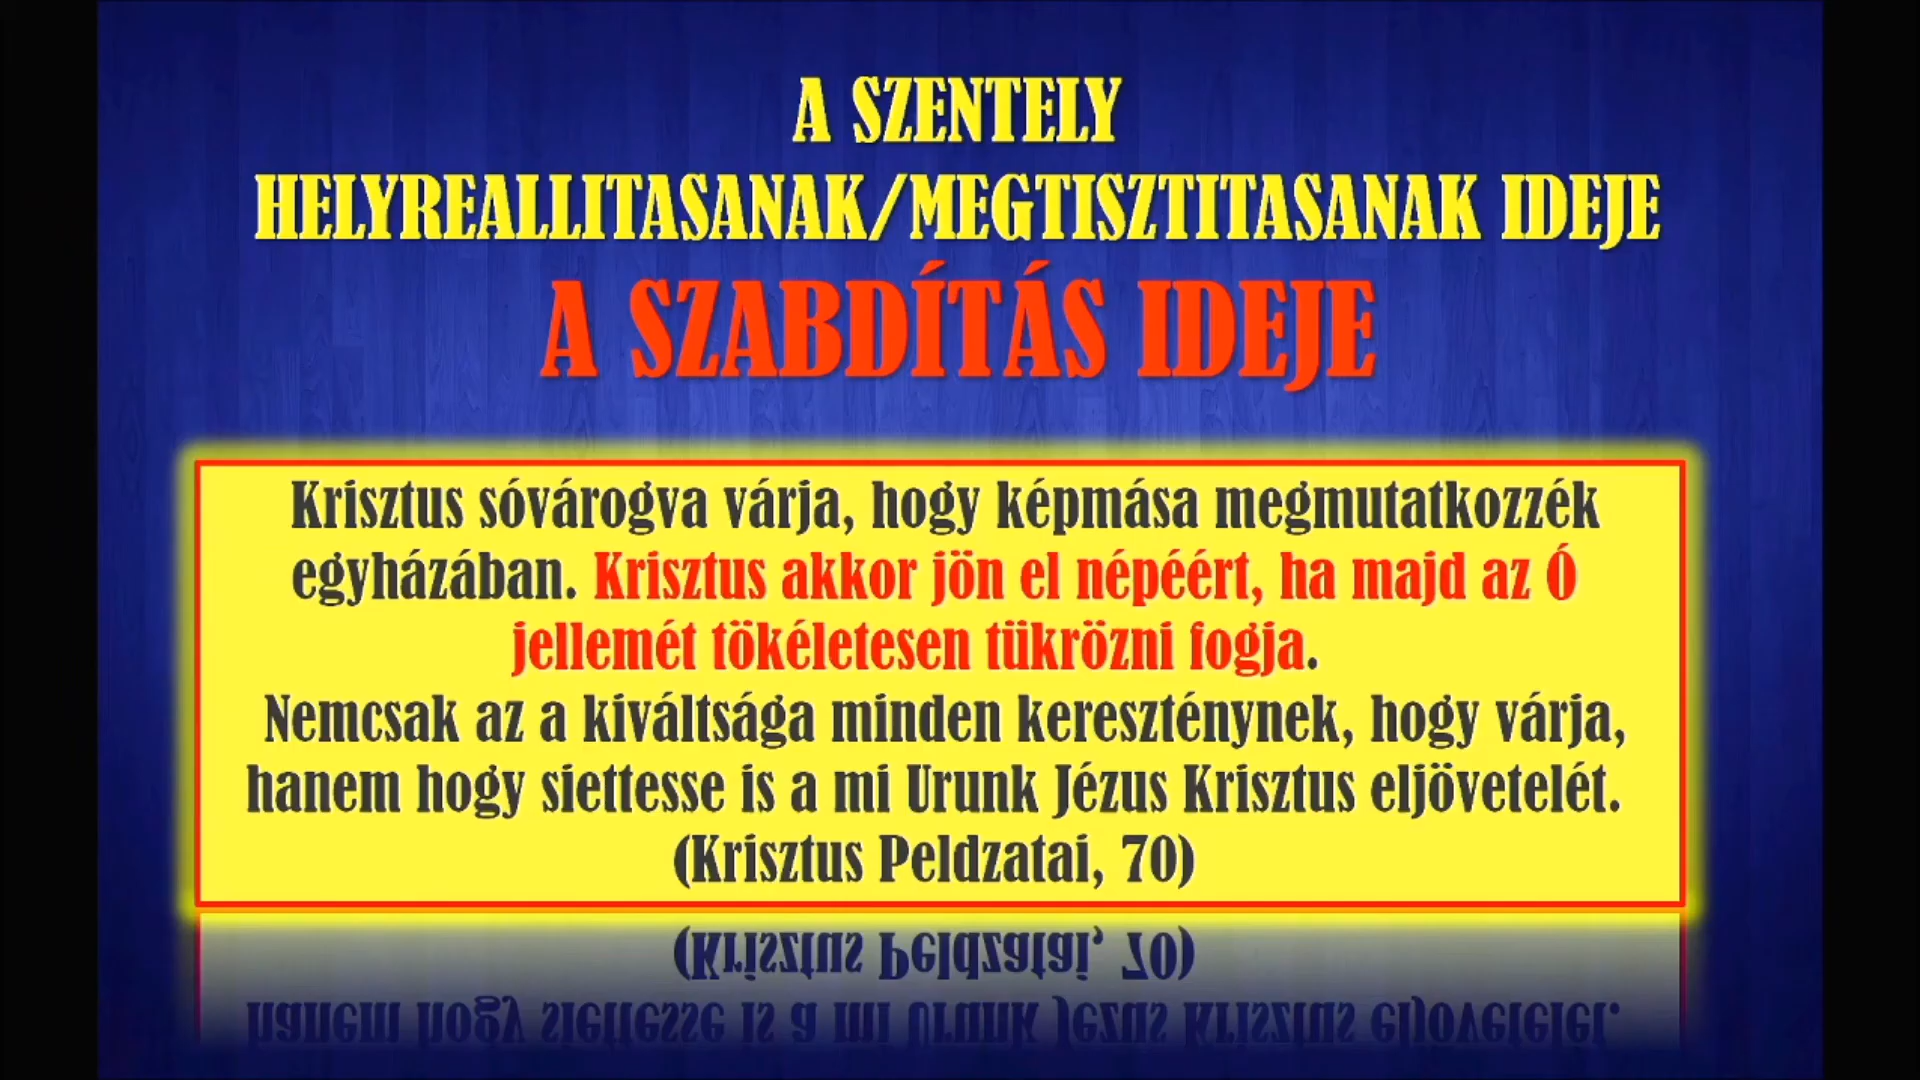 A SZENTELY
HELYREALLITASANAK/MEGTISZTITASANAK IDEJE
A SZABDÍTÁS IDEJE
Krisztus sóvárogva várja, hogy képmása megmutatkozzék
egyházában. Krisztus akkor jön el népéért, ha majd az Ó
jellemét tökéletesen tükrözni fogja.
Nemcsak az a kiváltsága minden kereszténynek, hogy várja,
hanem hogy siettesse is a mi Urunk Jézus Krisztus eljövetelét.
(Krisztus Peldzatai, 70)